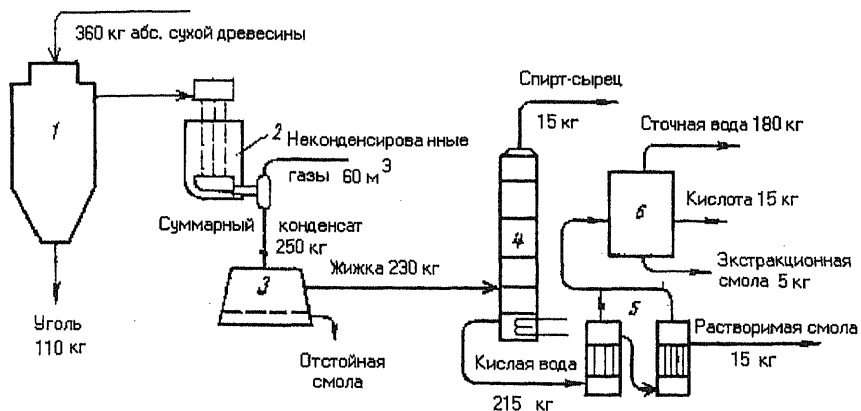 360 кг абс. сухой древесины
1
2
Неконденсированные
газы 60 м³
Суммарный конденсат
250 кг
3
Жижка 230 кг
Уголь
110 кг
Отстойная
смола
Спирт-сырец
15 кг
4
Кислая вода
215 кг
Сточная вода 180 кг
6
Кислота 15 кг
Экстракционная
смола 5 кг
5
Растворимая смола
15 кг